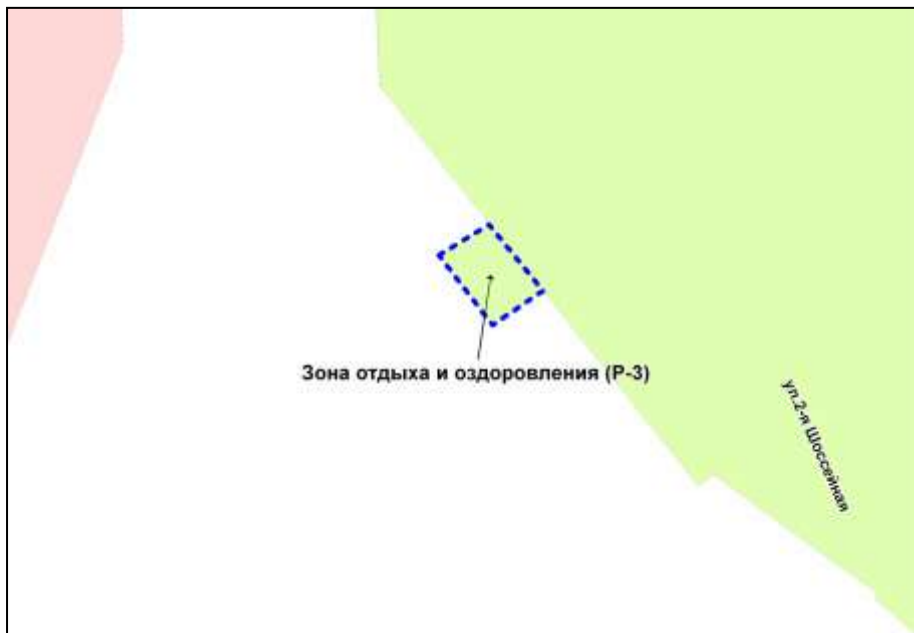 Зона отдыха и оздоровления (Р-3)
ул.2-я Шоссейная